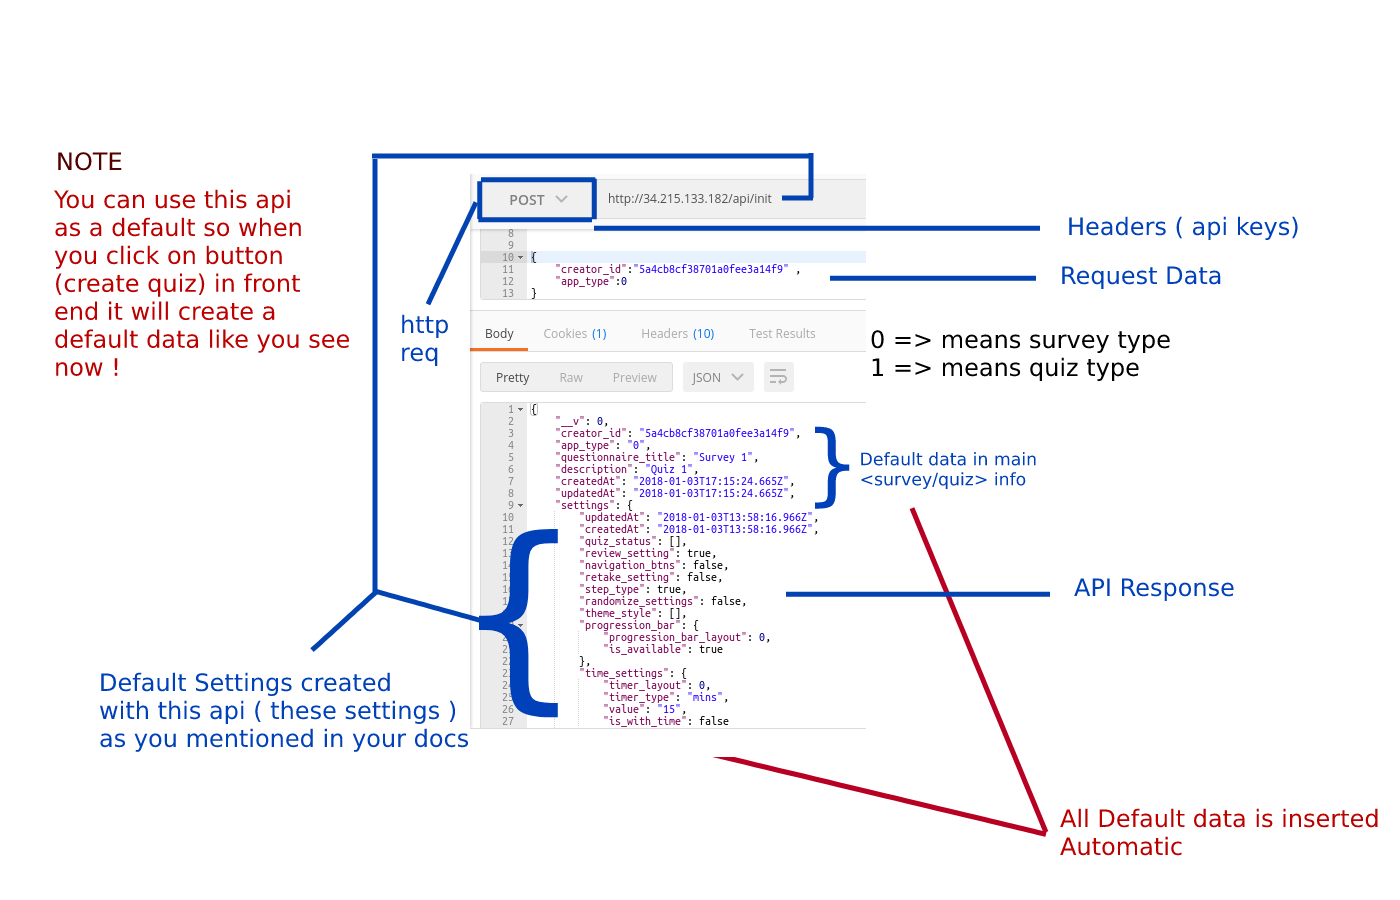 NOTE
You can use this api
as a default so when
you click on button
(create quiz) in front
end it will create a
default data like you see
now !
POST
http://34.215.133.182/api/init
Headers ( api keys)
http
req
8
9
10 {
11 "creator_id":"5a4cb8cf38701a0fee3a14f9" ,
12 "app_type":0
13 }
Request Data
Body Cookies (1) Headers (10) Test Results
0 => means survey type
1 => means quiz type
Pretty Raw Preview JSON
1 {
2 "__v": 0,
3 "creator_id": "5a4cb8cf38701a0fee3a14f9",
4 "app_type": "0",
5 "questionnaire_title": "Survey 1",
6 "description": "Quiz 1",
7 "createdAt": "2018-01-03T17:15:24.665Z",
8 "updatedAt": "2018-01-03T17:15:24.665Z",
9 "settings": {
10 "updatedAt": "2018-01-03T13:58:16.966Z",
11 "createdAt": "2018-01-03T13:58:16.966Z",
12 "quiz_status": [],
"review_setting": true,
"navigation_btns": false,
"retake_setting": false,
"step_type": true,
"randomize_settings": false,
"theme_style": [],
"progression_bar": {
"progression_bar_layout": 0,
"is_available": true
},
"time_settings": {
"timer_layout": 0,
"timer_type": "mins",
26 "value": "15",
27 "is_with_time": false
Default data in main
<survey/quiz> info
API Response
Default Settings created
with this api ( these settings )
as you mentioned in your docs
All Default data is inserted
Automatic